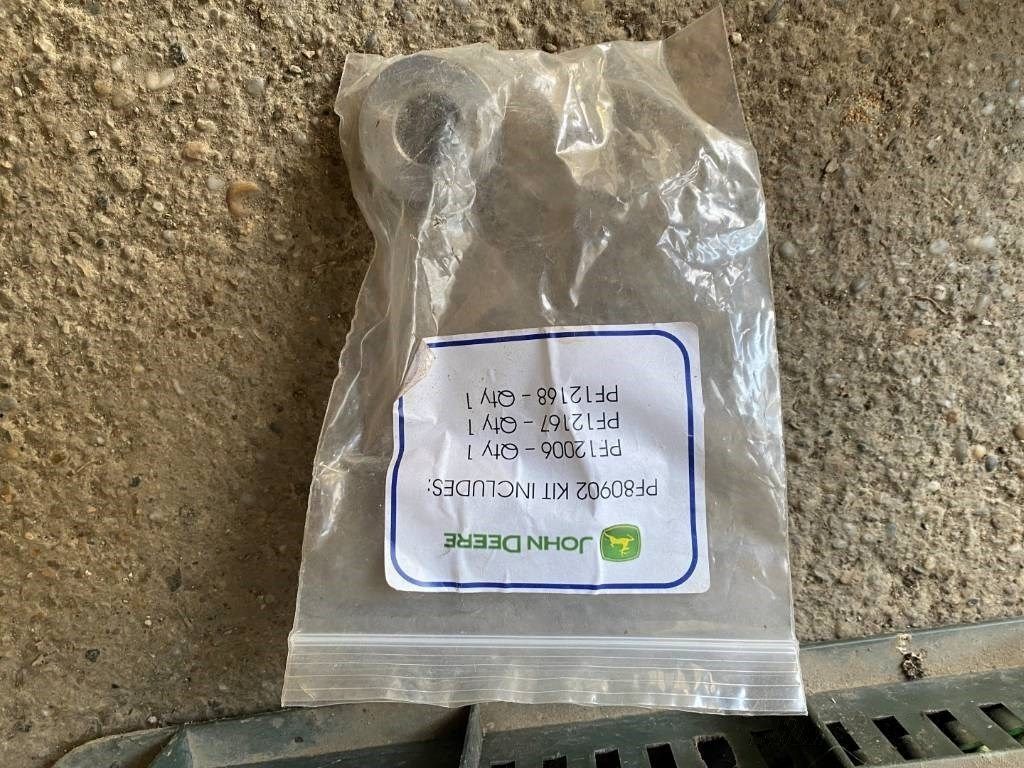 JOHN DEERE
PF80902 KIT INCLUDES:
PF12006 - Qty 1
PF12167 - Qty 1
PF12168 - Qty 1